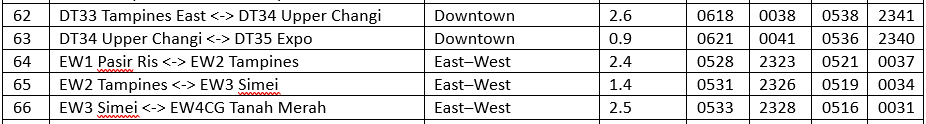 62 DT33 Tampines East <-> DT34 Upper Changi Downtown 2.6 0618 0038 0538 2341
63 DT34 Upper Changi <-> DT35 Expo Downtown 0.9 0621 0041 0536 2340
64 EW1 Pasir Ris <-> EW2 Tampines East–West 2.4 0528 2323 0521 0037
65 EW2 Tampines <-> EW3 Simei East–West 1.4 0531 2326 0519 0034
66 EW3 Simei <-> EW4CG Tanah Merah East–West 2.5 0533 2328 0516 0031